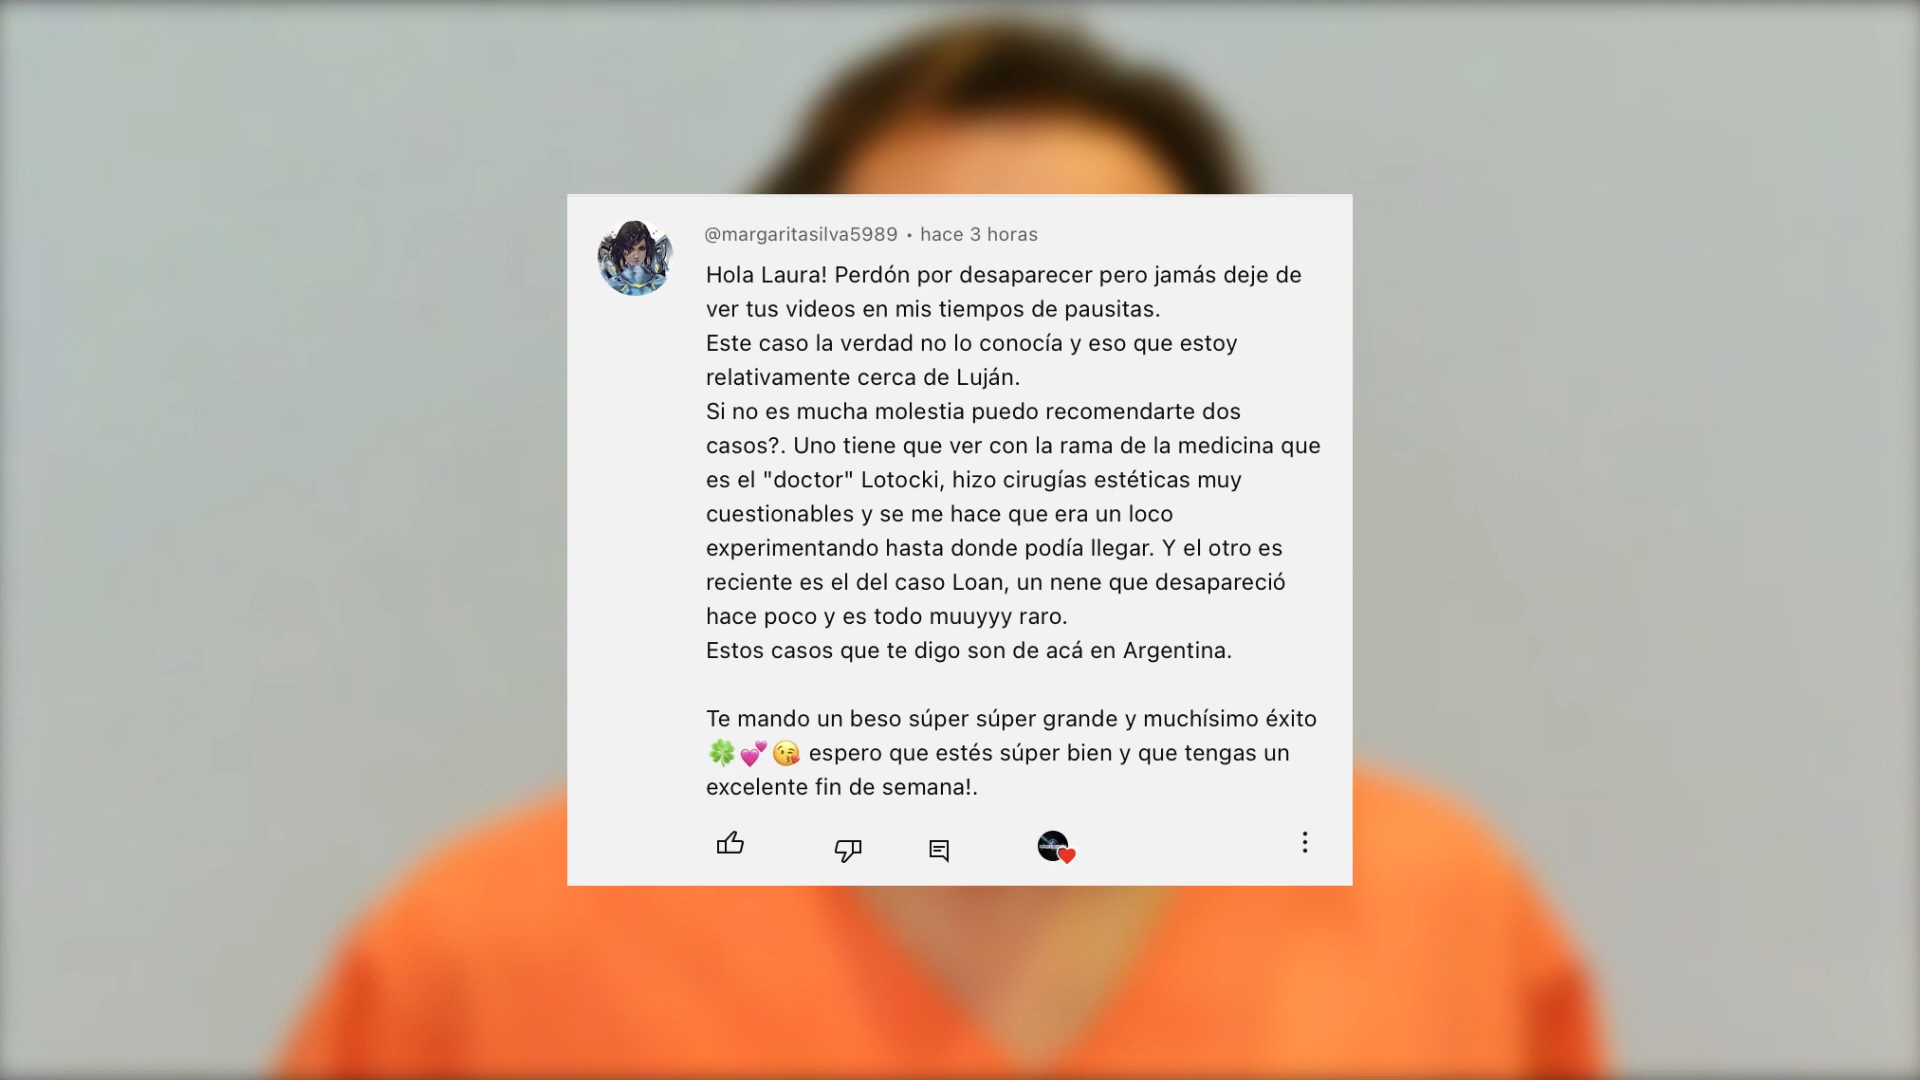 @margaritasilva5989 • hace 3 horas
Hola Laura! Perdón por desaparecer pero jamás deje de
ver tus videos en mis tiempos de pausitas.
Este caso la verdad no lo conocía y eso que estoy
relativamente cerca de Luján.
Si no es mucha molestia puedo recomendarte dos
casos?. Uno tiene que ver con la rama de la medicina que
es el "doctor" Lotocki, hizo cirugías estéticas muy
cuestionables y se me hace que era un loco
experimentando hasta donde podía llegar. Y el otro es
reciente es el del caso Loan, un nene que desapareció
hace poco y es todo muuyyy raro.
Estos casos que te digo son de acá en Argentina.
Te mando un beso súper súper grande y muchísimo éxito
🍀💕😘 espero que estés súper bien y que tengas un
excelente fin de semana!.